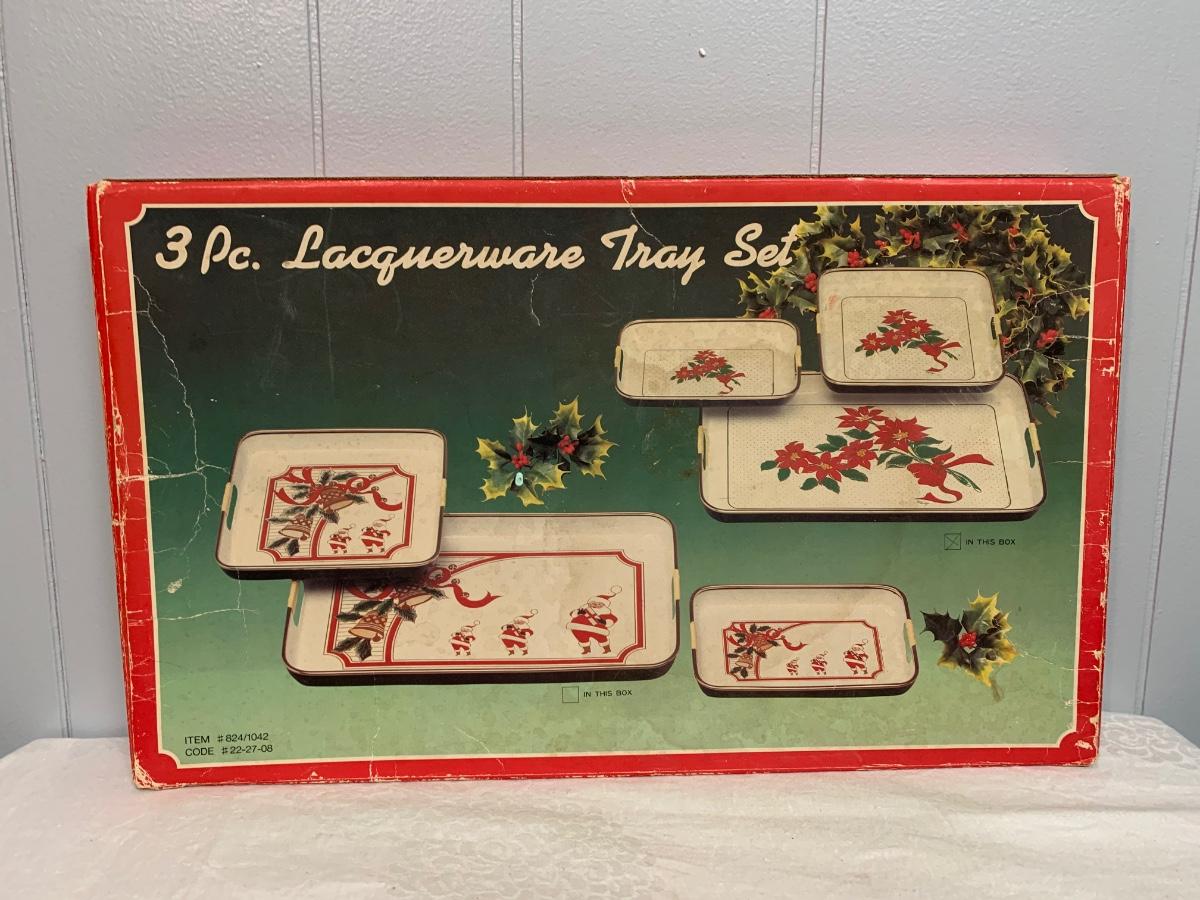 3 Pc. Lacquerware Tray Set
IN THIS BOX
IN THIS BOX
ITEM #824/1042
CODE #22-27-08